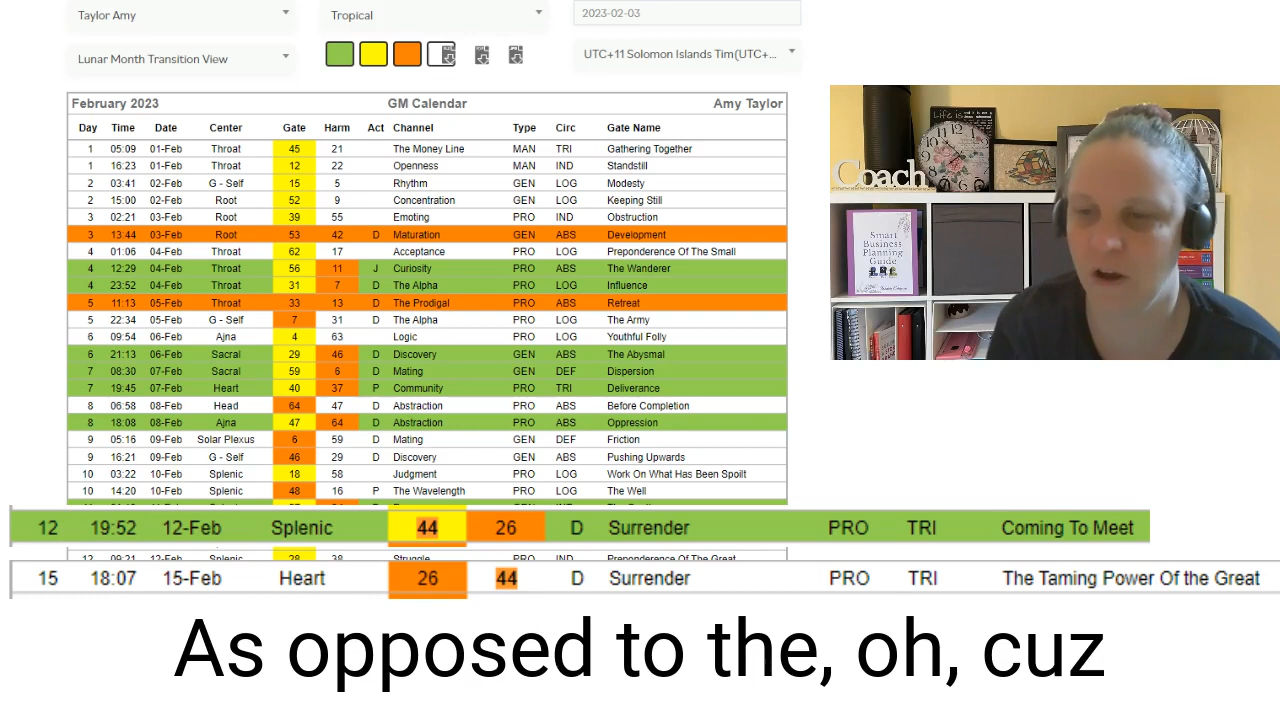 Taylor Amy
Tropical
2023-02-03
Lunar Month Transition View
UTC+11 Solomon Islands Tim(UTC+...
February 2023 GM Calendar Amy Taylor
Day Time Date Center Gate Harm Act Channel Type Circ Gate Name
1 05:09 01-Feb Throat 45 21 The Money Line MAN TRI Gathering Together
1 16:23 01-Feb Throat 12 22 Openness MAN IND Standstill
2 03:41 02-Feb G - Self 15 5 Rhythm GEN LOG Modesty
2 15:00 02-Feb Root 52 9 Concentration GEN LOG Keeping Still
3 02:21 03-Feb Root 39 55 Emoting PRO IND Obstruction
3 13:44 03-Feb Root 53 42 D Maturation GEN ABS Development
4 01:06 04-Feb Throat 62 17 Acceptance PRO LOG Preponderence Of The Small
4 12:29 04-Feb Throat 56 11 J Curiosity PRO ABS The Wanderer
4 23:52 04-Feb Throat 31 7 D The Alpha PRO LOG Influence
5 11:13 05-Feb Throat 33 13 D The Prodigal PRO ABS Retreat
5 22:34 05-Feb G - Self 7 31 D The Alpha PRO LOG The Army
6 09:54 06-Feb Ajna 4 63 Logic PRO LOG Youthful Folly
6 21:13 06-Feb Sacral 29 46 D Discovery GEN ABS The Abysmal
7 08:30 07-Feb Sacral 59 6 D Mating GEN DEF Dispersion
7 19:45 07-Feb Heart 40 37 P Community PRO TRI Deliverance
8 06:58 08-Feb Head 64 47 D Abstraction PRO ABS Before Completion
8 18:08 08-Feb Ajna 47 64 D Abstraction PRO ABS Oppression
9 05:16 09-Feb Solar Plexus 6 59 D Mating GEN DEF Friction
9 16:21 09-Feb G - Self 46 29 D Discovery GEN ABS Pushing Upwards
10 03:22 10-Feb Splenic 18 58 Judgment PRO LOG Work On What Has Been Spoilt
10 14:20 10-Feb Splenic 48 16 P The Wavelength PRO LOG The Well
12 19:52 12-Feb Splenic 44 26 D Surrender PRO TRI Coming To Meet
12 09:21 12-Feb Splenic 28 38 Struggle PRO IND Preponderance Of The Great
15 18:07 15-Feb Heart 26 44 D Surrender PRO TRI The Taming Power Of the Great
As opposed to the, oh, cuz
Life is
Coach
Smart
Business
Planning
Guide